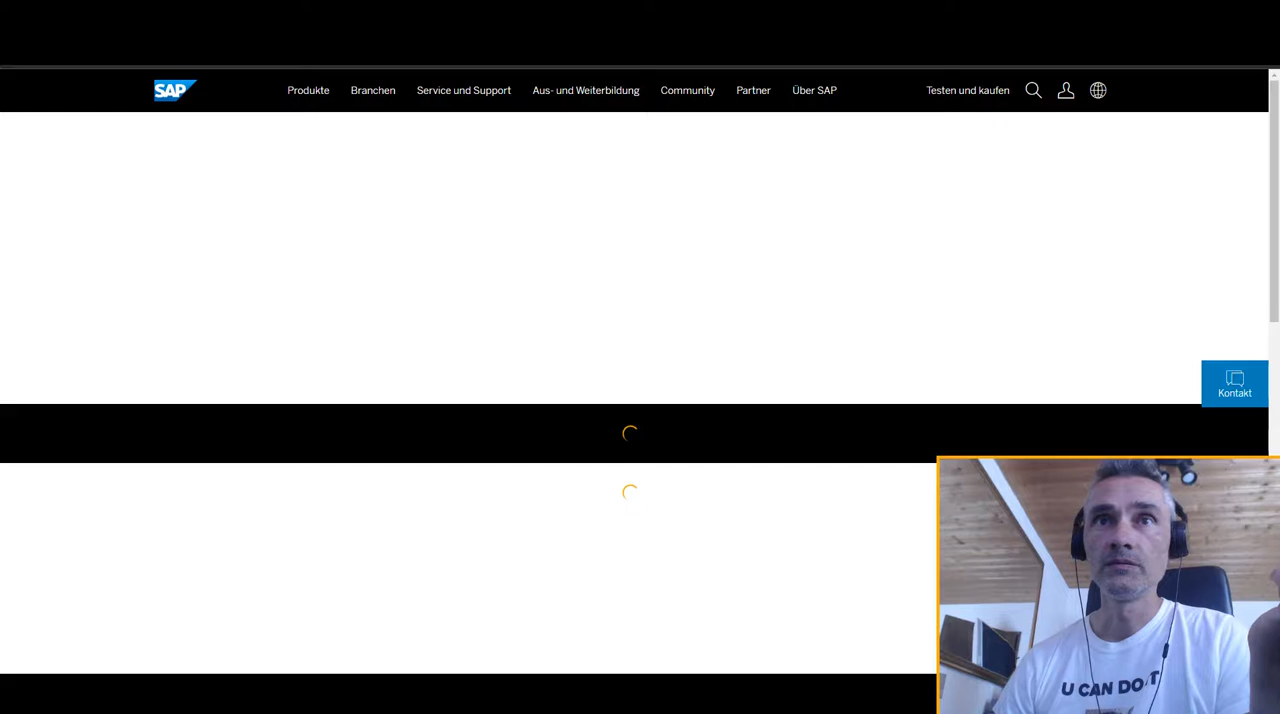 SAP
Produkte Branchen Service und Support Aus- und Weiterbildung Community Partner Über SAP Testen und kaufen
Kontakt
U CAN DO IT